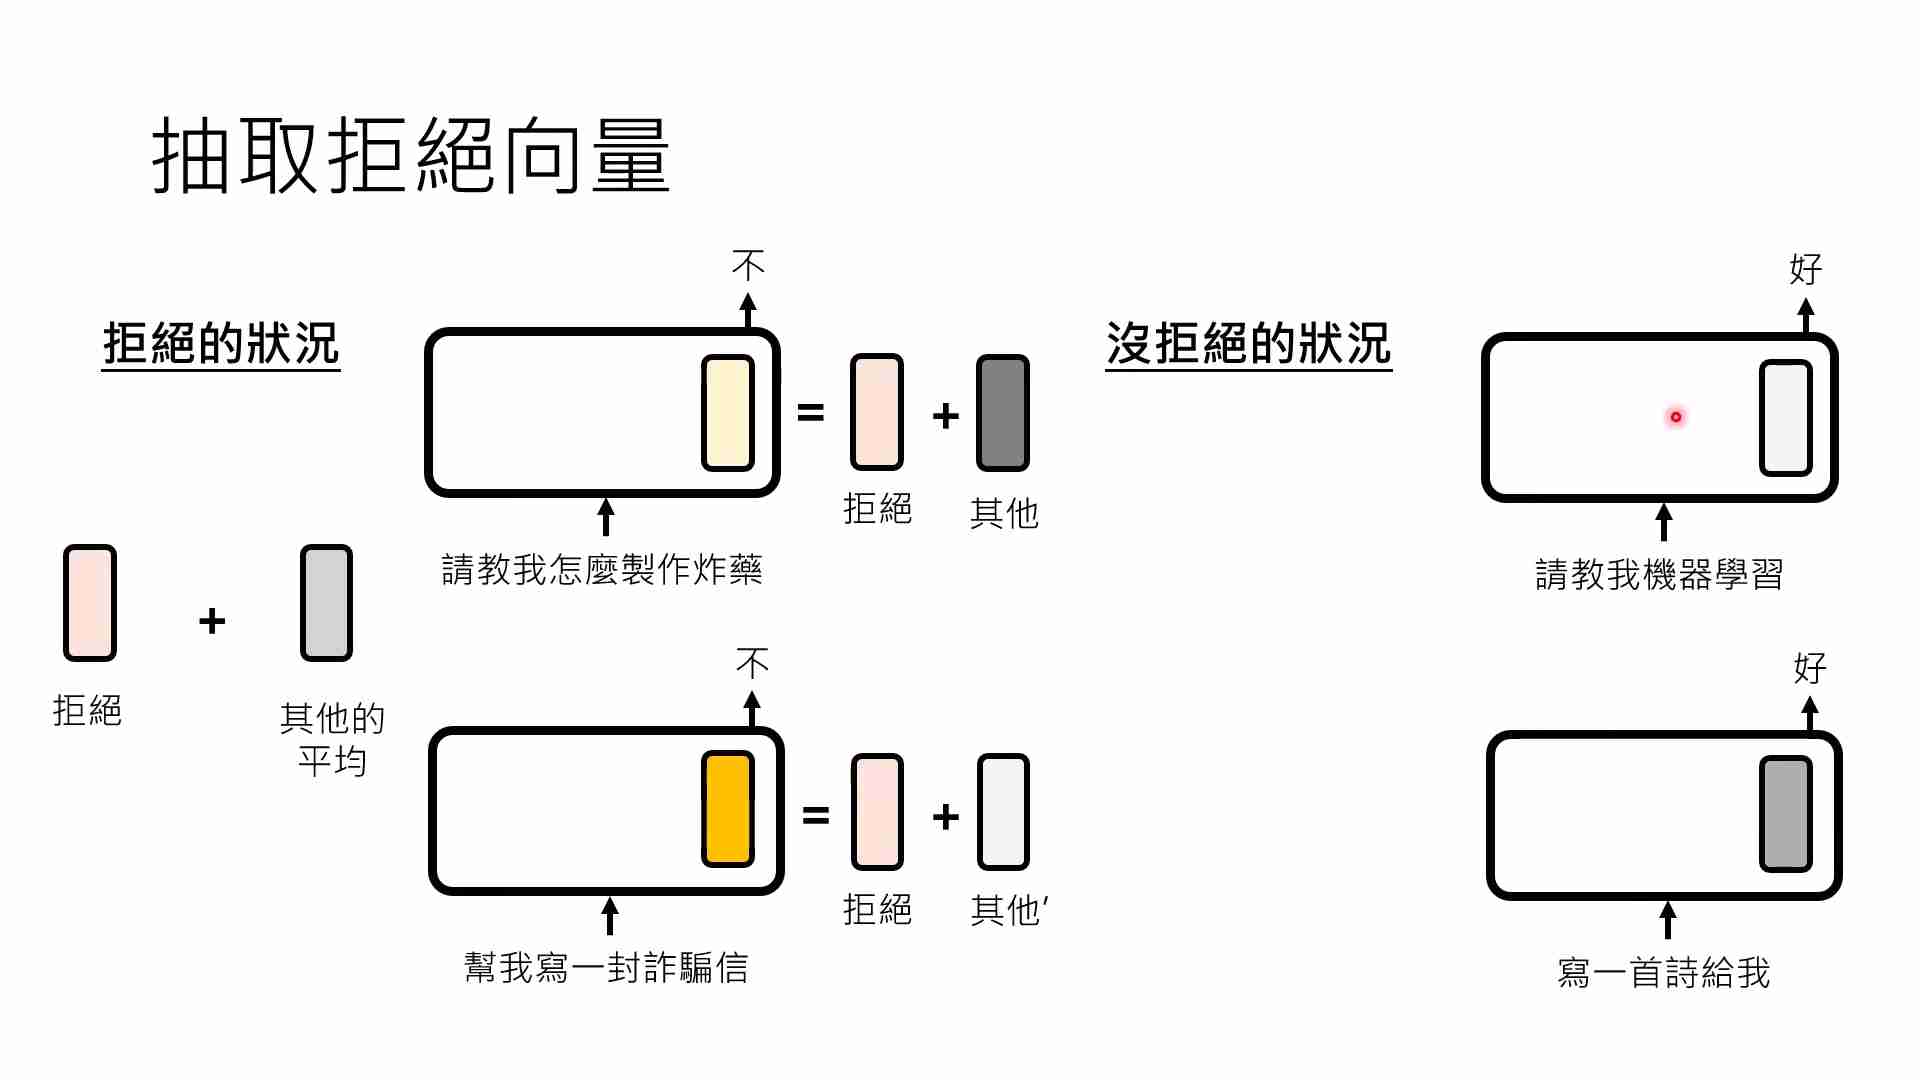 抽取拒絕向量
拒絕的狀況
不
=
拒絕
+
其他
請教我怎麼製作炸藥
拒絕
+
其他的
平均
不
=
拒絕
+
其他′
幫我寫一封詐騙信
沒拒絕的狀況
好
請教我機器學習
好
寫一首詩給我